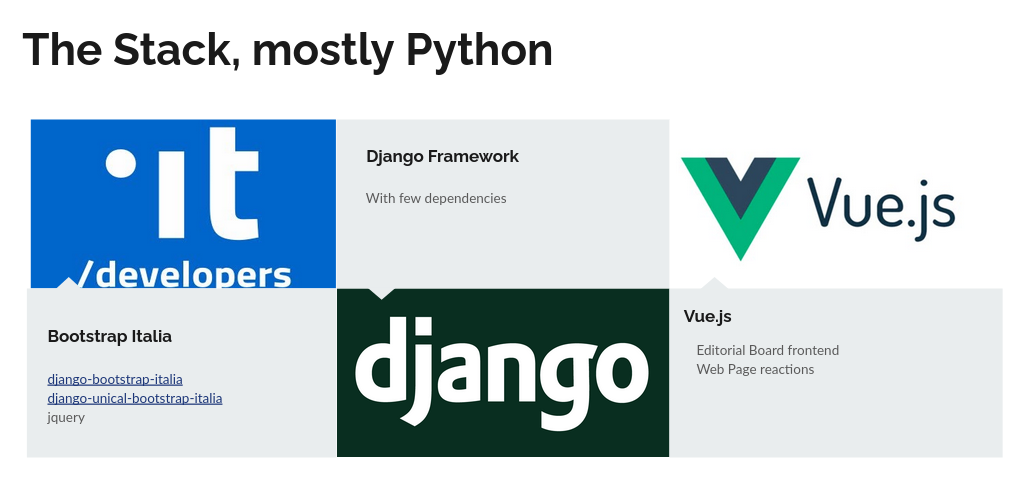 The Stack, mostly Python
it
/developers
Django Framework
With few dependencies
Vue.js
Bootstrap Italia
django-bootstrap-italia
django-unical-bootstrap-italia
jquery
django
Vue.js
Editorial Board frontend
Web Page reactions